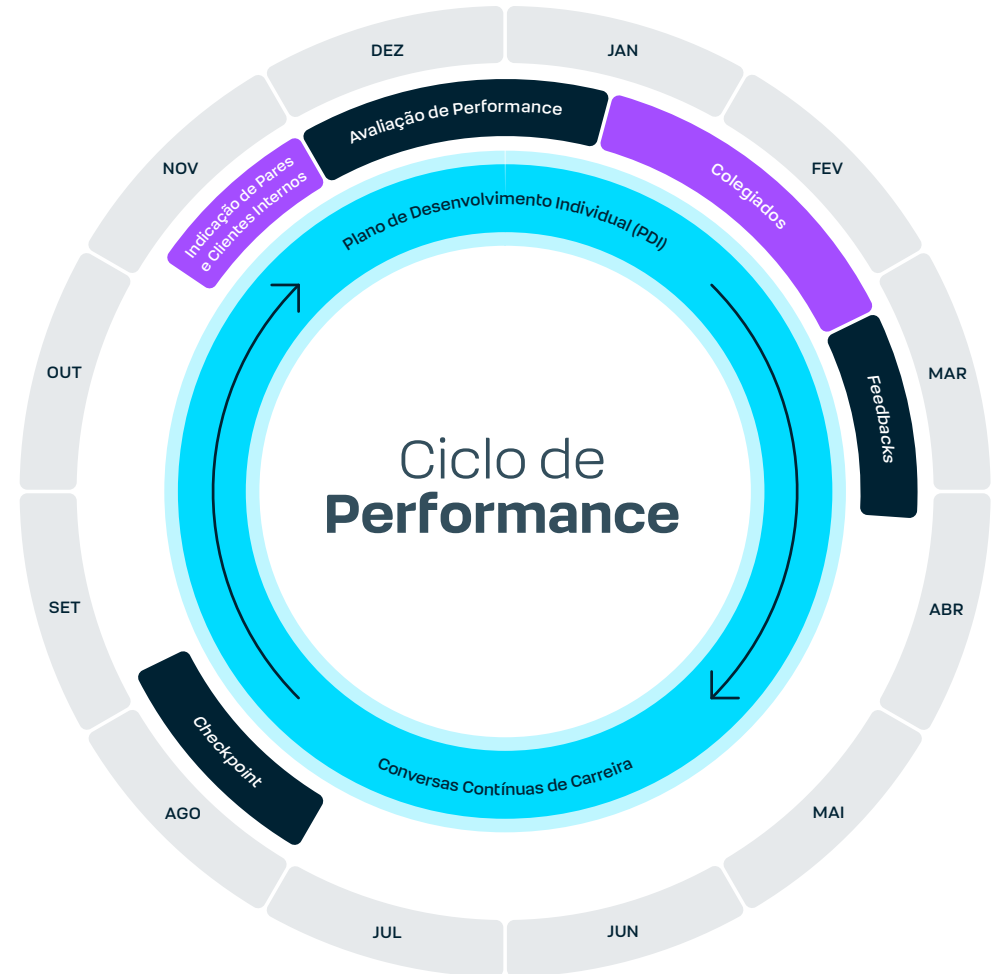 DEZ
JAN
NOV
FEV
OUT
MAR
SET
ABR
AGO
MAI
JUL
JUN
Avaliação de Performance
Colegiados
Indicação de Pares
e Clientes Internos
Feedbacks
Checkpoint
Plano de Desenvolvimento Individual (PDI)
Conversas Contínuas de Carreira
Ciclo de
Performance